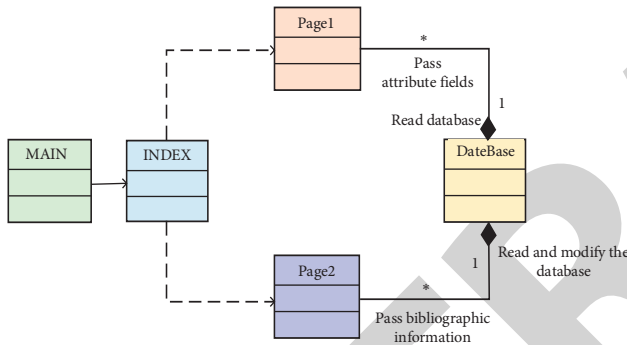 Page1
*
Pass
attribute fields
1
Read database
MAIN
INDEX
DateBase
Page2
*
1
Read and modify the
database
Pass bibliographic
information